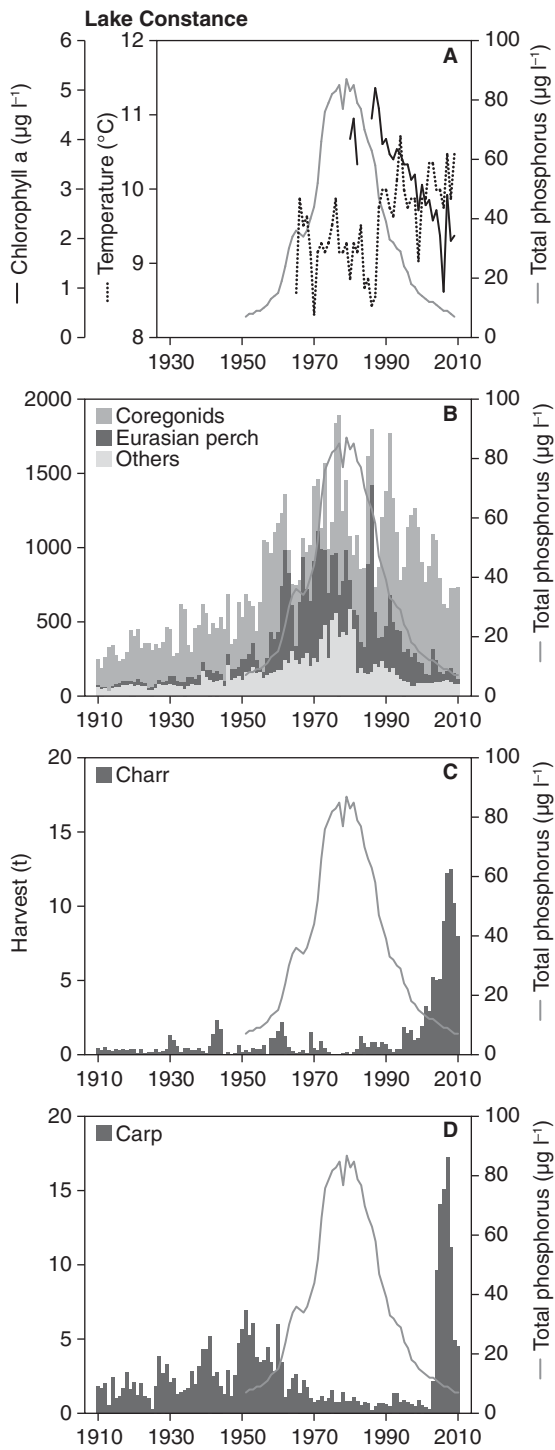 Lake Constance
A
— Chlorophyll a (µg l⁻¹)
6
5
4
3
2
1
0
Temperature (°C)
12
11
10
9
8
100
80
60
40
20
0
— Total phosphorus (µg l⁻¹)
1930 1950 1970 1990 2010
B
Coregonids
Eurasian perch
Others
2000
1500
1000
500
0
100
80
60
40
20
0
— Total phosphorus (µg l⁻¹)
1910 1930 1950 1970 1990 2010
Harvest (t)
C
Charr
20
15
10
5
0
100
80
60
40
20
0
— Total phosphorus (µg l⁻¹)
1910 1930 1950 1970 1990 2010
D
Carp
20
15
10
5
0
100
80
60
40
20
0
— Total phosphorus (µg l⁻¹)
1910 1930 1950 1970 1990 2010